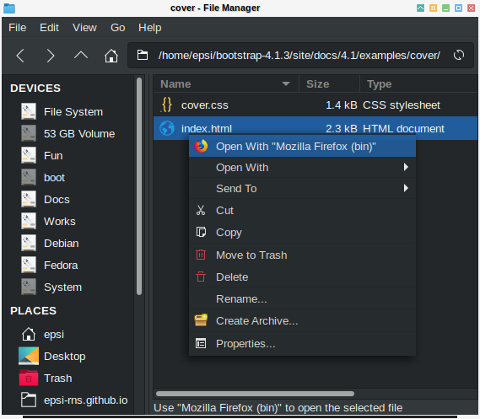 cover - File Manager
File Edit View Go Help
/home/epsi/bootstrap-4.1.3/site/docs/4.1/examples/cover/
DEVICES
File System
53 GB Volume
Fun
boot
Docs
Works
Debian
Fedora
System
PLACES
epsi
Desktop
Trash
epsi-rns.github.io
Name Size Type
{} cover.css 1.4 kB CSS stylesheet
index.html 2.3 kB HTML document
Open With "Mozilla Firefox (bin)"
Open With
Send To
Cut
Copy
Move to Trash
Delete
Rename...
Create Archive...
Properties...
Use "Mozilla Firefox (bin)" to open the selected file